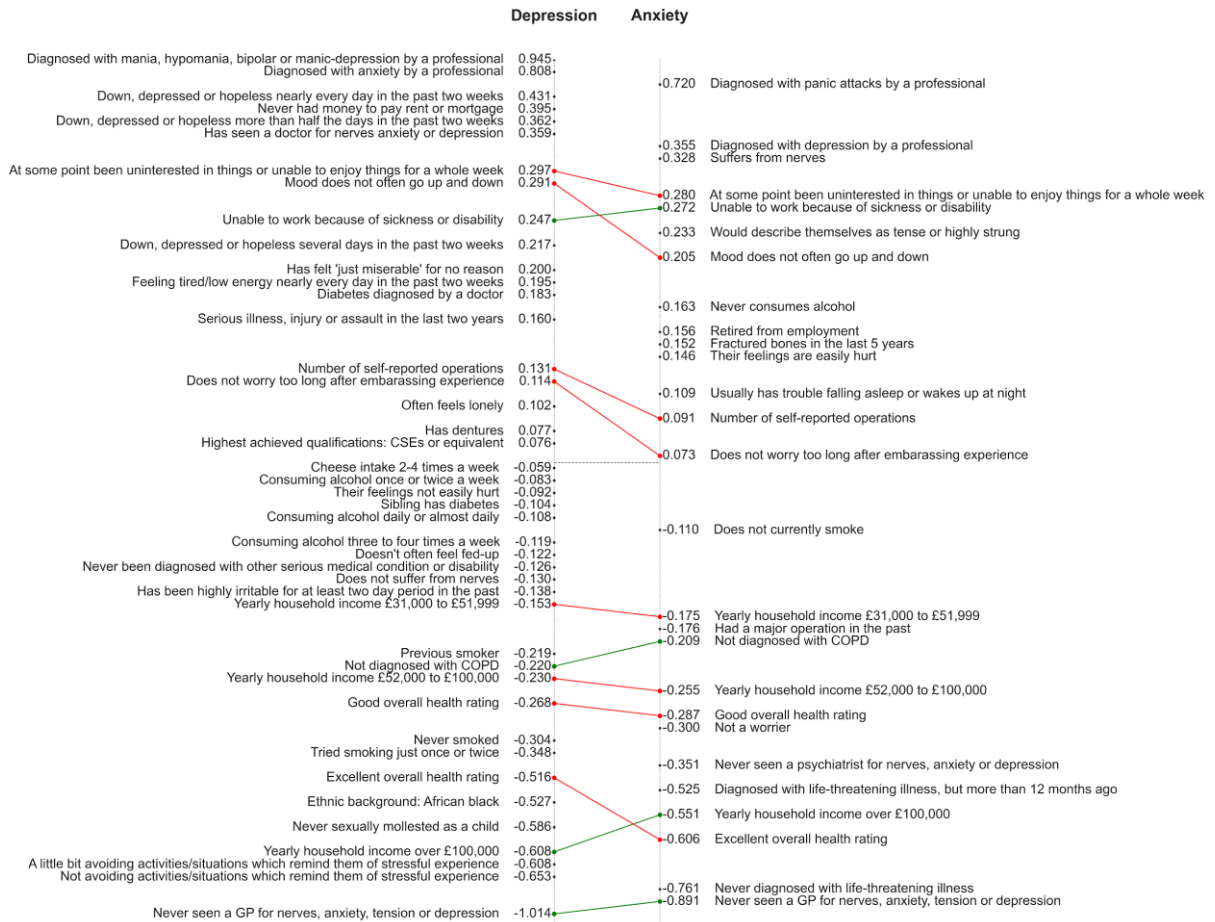 Depression Anxiety
Diagnosed with mania, hypomania, bipolar or manic-depression by a professional 0.945
Diagnosed with anxiety by a professional 0.808
0.720 Diagnosed with panic attacks by a professional
Down, depressed or hopeless nearly every day in the past two weeks 0.431
Never had money to pay rent or mortgage 0.395
Down, depressed or hopeless more than half the days in the past two weeks 0.362
Has seen a doctor for nerves anxiety or depression 0.359
0.355 Diagnosed with depression by a professional
0.328 Suffers from nerves
At some point been uninterested in things or unable to enjoy things for a whole week 0.297
Mood does not often go up and down 0.291
0.280 At some point been uninterested in things or unable to enjoy things for a whole week
0.272 Unable to work because of sickness or disability
Unable to work because of sickness or disability 0.247
0.233 Would describe themselves as tense or highly strung
Down, depressed or hopeless several days in the past two weeks 0.217
0.205 Mood does not often go up and down
Has felt 'just miserable' for no reason 0.200
Feeling tired/low energy nearly every day in the past two weeks 0.195
Diabetes diagnosed by a doctor 0.183
0.163 Never consumes alcohol
Serious illness, injury or assault in the last two years 0.160
0.156 Retired from employment
0.152 Fractured bones in the last 5 years
0.146 Their feelings are easily hurt
Number of self-reported operations 0.131
Does not worry too long after embarassing experience 0.114
0.109 Usually has trouble falling asleep or wakes up at night
Often feels lonely 0.102
0.091 Number of self-reported operations
Has dentures 0.077
Highest achieved qualifications: CSEs or equivalent 0.076
0.073 Does not worry too long after embarassing experience
Cheese intake 2-4 times a week -0.059
Consuming alcohol once or twice a week -0.083
Their feelings not easily hurt -0.092
Sibling has diabetes -0.104
Consuming alcohol daily or almost daily -0.108
-0.110 Does not currently smoke
Consuming alcohol three to four times a week -0.119
Doesn't often feel fed-up -0.122
Never been diagnosed with other serious medical condition or disability -0.126
Does not suffer from nerves -0.130
Has been highly irritable for at least two day period in the past -0.138
Yearly household income £31,000 to £51,999 -0.153
-0.175 Yearly household income £31,000 to £51,999
-0.176 Had a major operation in the past
-0.209 Not diagnosed with COPD
Previous smoker -0.219
Not diagnosed with COPD -0.220
Yearly household income £52,000 to £100,000 -0.230
-0.255 Yearly household income £52,000 to £100,000
Good overall health rating -0.268
-0.287 Good overall health rating
-0.300 Not a worrier
Never smoked -0.304
Tried smoking just once or twice -0.348
-0.351 Never seen a psychiatrist for nerves, anxiety or depression
Excellent overall health rating -0.516
-0.525 Diagnosed with life-threatening illness, but more than 12 months ago
Ethnic background: African black -0.527
-0.551 Yearly household income over £100,000
Never sexually mollested as a child -0.586
-0.606 Excellent overall health rating
Yearly household income over £100,000 -0.608
A little bit avoiding activities/situations which remind them of stressful experience -0.608
Not avoiding activities/situations which remind them of stressful experience -0.653
-0.761 Never diagnosed with life-threatening illness
-0.891 Never seen a GP for nerves, anxiety, tension or depression
Never seen a GP for nerves, anxiety, tension or depression -1.014